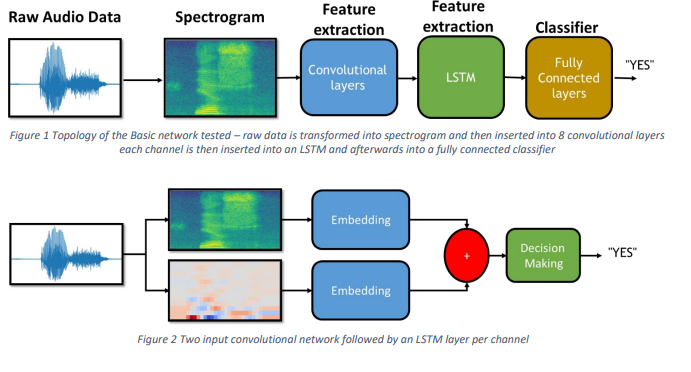 Raw Audio Data
Spectrogram
Feature
extraction
Feature
extraction
Classifier
Convolutional
layers
LSTM
Fully
Connected
layers
"YES"
Figure 1 Topology of the Basic network tested – raw data is transformed into spectrogram and then inserted into 8 convolutional layers
each channel is then inserted into an LSTM and afterwards into a fully connected classifier
Embedding
Embedding
+
Decision
Making
"YES"
Figure 2 Two input convolutional network followed by an LSTM layer per channel